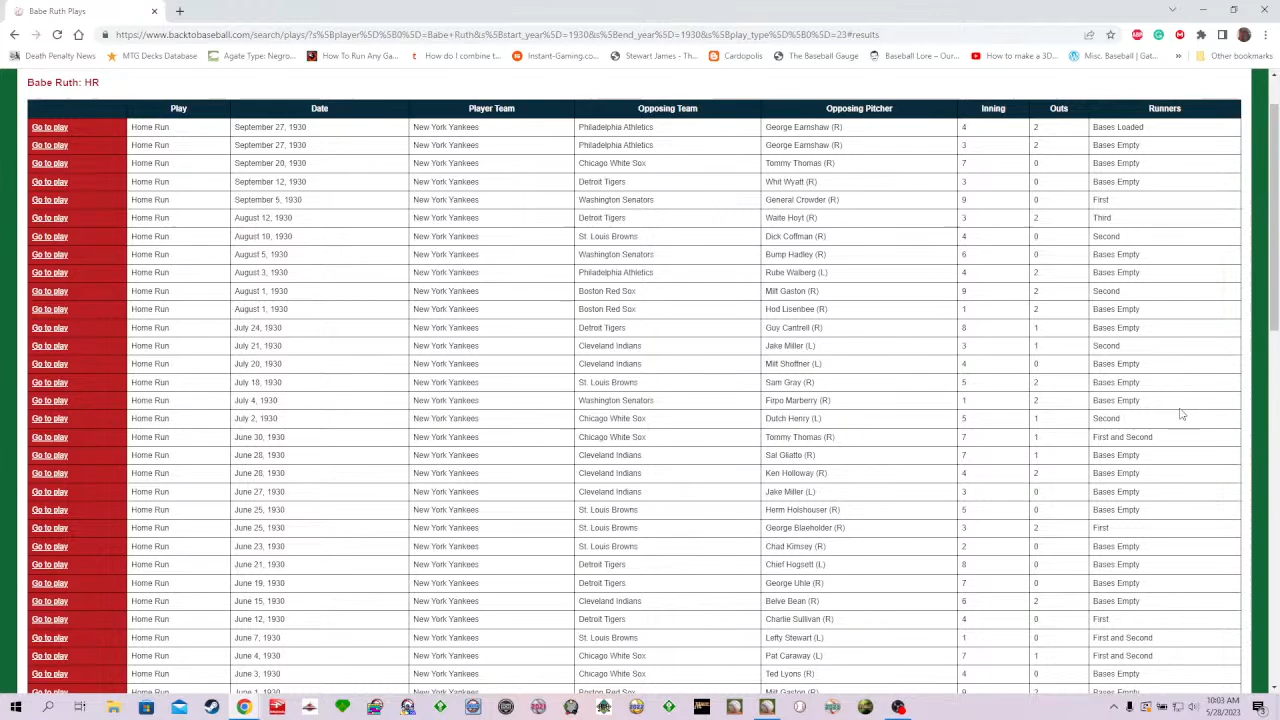 Babe Ruth Plays
https://www.backtobaseball.com/search/plays/?s%5Bplayer%5D%5B0%5D=Babe+Ruth&s%5Bstart_year%5D=1930&s%5Bend_year%5D=1930&s%5Bplay_type%5D%5B0%5D=23#results
Death Penalty News MTG Decks Database Agate Type: Negro... How To Run Any Ga... How do I combine t... Instant-Gaming.co... Stewart James - Th... Cardopolis The Baseball Gauge Baseball Lore – Our... How to make a 3D... Misc. Baseball | Gat... » Other bookmarks
Babe Ruth: HR
Play Date Player Team Opposing Team Opposing Pitcher Inning Outs Runners
Go to play Home Run September 27, 1930 New York Yankees Philadelphia Athletics George Earnshaw (R) 4 2 Bases Loaded
Go to play Home Run September 27, 1930 New York Yankees Philadelphia Athletics George Earnshaw (R) 3 2 Bases Empty
Go to play Home Run September 20, 1930 New York Yankees Chicago White Sox Tommy Thomas (R) 7 0 Bases Empty
Go to play Home Run September 12, 1930 New York Yankees Detroit Tigers Whit Wyatt (R) 3 0 Bases Empty
Go to play Home Run September 5, 1930 New York Yankees Washington Senators General Crowder (R) 9 0 First
Go to play Home Run August 12, 1930 New York Yankees Detroit Tigers Waite Hoyt (R) 3 2 Third
Go to play Home Run August 10, 1930 New York Yankees St. Louis Browns Dick Coffman (R) 4 0 Second
Go to play Home Run August 5, 1930 New York Yankees Washington Senators Bump Hadley (R) 6 0 Bases Empty
Go to play Home Run August 3, 1930 New York Yankees Philadelphia Athletics Rube Walberg (L) 4 2 Bases Empty
Go to play Home Run August 1, 1930 New York Yankees Boston Red Sox Milt Gaston (R) 9 2 Second
Go to play Home Run August 1, 1930 New York Yankees Boston Red Sox Hod Lisenbee (R) 1 2 Bases Empty
Go to play Home Run July 24, 1930 New York Yankees Detroit Tigers Guy Cantrell (R) 8 1 Bases Empty
Go to play Home Run July 21, 1930 New York Yankees Cleveland Indians Jake Miller (L) 3 1 Second
Go to play Home Run July 20, 1930 New York Yankees Cleveland Indians Milt Shoffner (L) 4 0 Bases Empty
Go to play Home Run July 18, 1930 New York Yankees St. Louis Browns Sam Gray (R) 5 2 Bases Empty
Go to play Home Run July 4, 1930 New York Yankees Washington Senators Firpo Marberry (R) 1 2 Bases Empty
Go to play Home Run July 2, 1930 New York Yankees Chicago White Sox Dutch Henry (L) 5 1 Second
Go to play Home Run June 30, 1930 New York Yankees Chicago White Sox Tommy Thomas (R) 7 1 First and Second
Go to play Home Run June 28, 1930 New York Yankees Cleveland Indians Sal Gliatto (R) 7 1 Bases Empty
Go to play Home Run June 28, 1930 New York Yankees Cleveland Indians Ken Holloway (R) 4 2 Bases Empty
Go to play Home Run June 27, 1930 New York Yankees Cleveland Indians Jake Miller (L) 3 0 Bases Empty
Go to play Home Run June 25, 1930 New York Yankees St. Louis Browns Herm Holshouser (R) 5 0 Bases Empty
Go to play Home Run June 25, 1930 New York Yankees St. Louis Browns George Blaeholder (R) 3 2 First
Go to play Home Run June 23, 1930 New York Yankees St. Louis Browns Chad Kimsey (R) 2 0 Bases Empty
Go to play Home Run June 21, 1930 New York Yankees Detroit Tigers Chief Hogsett (L) 8 0 Bases Empty
Go to play Home Run June 19, 1930 New York Yankees Detroit Tigers George Uhle (R) 7 0 Bases Empty
Go to play Home Run June 15, 1930 New York Yankees Cleveland Indians Belve Bean (R) 6 2 Bases Empty
Go to play Home Run June 12, 1930 New York Yankees Detroit Tigers Charlie Sullivan (R) 4 0 First
Go to play Home Run June 7, 1930 New York Yankees St. Louis Browns Lefty Stewart (L) 1 0 First and Second
Go to play Home Run June 4, 1930 New York Yankees Chicago White Sox Pat Caraway (L) 7 1 First and Second
Go to play Home Run June 3, 1930 New York Yankees Chicago White Sox Ted Lyons (R) 4 0 Bases Empty
Go to play Home Run June 1, 1930 New York Yankees Boston Red Sox Milt Gaston (R) 9 2 Bases Empty
10:03 AM
5/28/2023